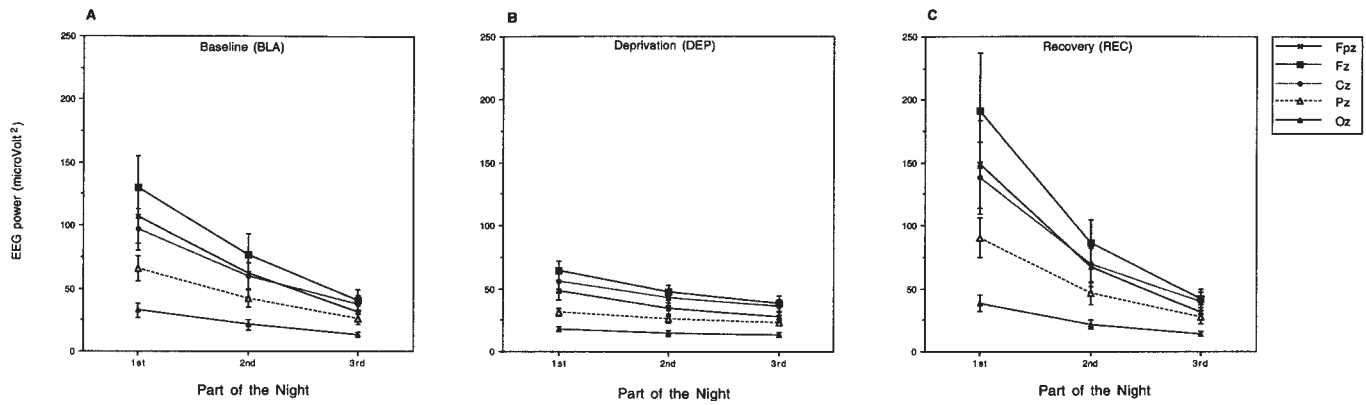 A
Baseline (BLA)
EEG power (microVolt²)
250
200
150
100
50
0
1st 2nd 3rd
Part of the Night
B
Deprivation (DEP)
250
200
150
100
50
0
1st 2nd 3rd
Part of the Night
C
Recovery (REC)
250
200
150
100
50
0
1st 2nd 3rd
Part of the Night
Fpz
Fz
Cz
Pz
Oz